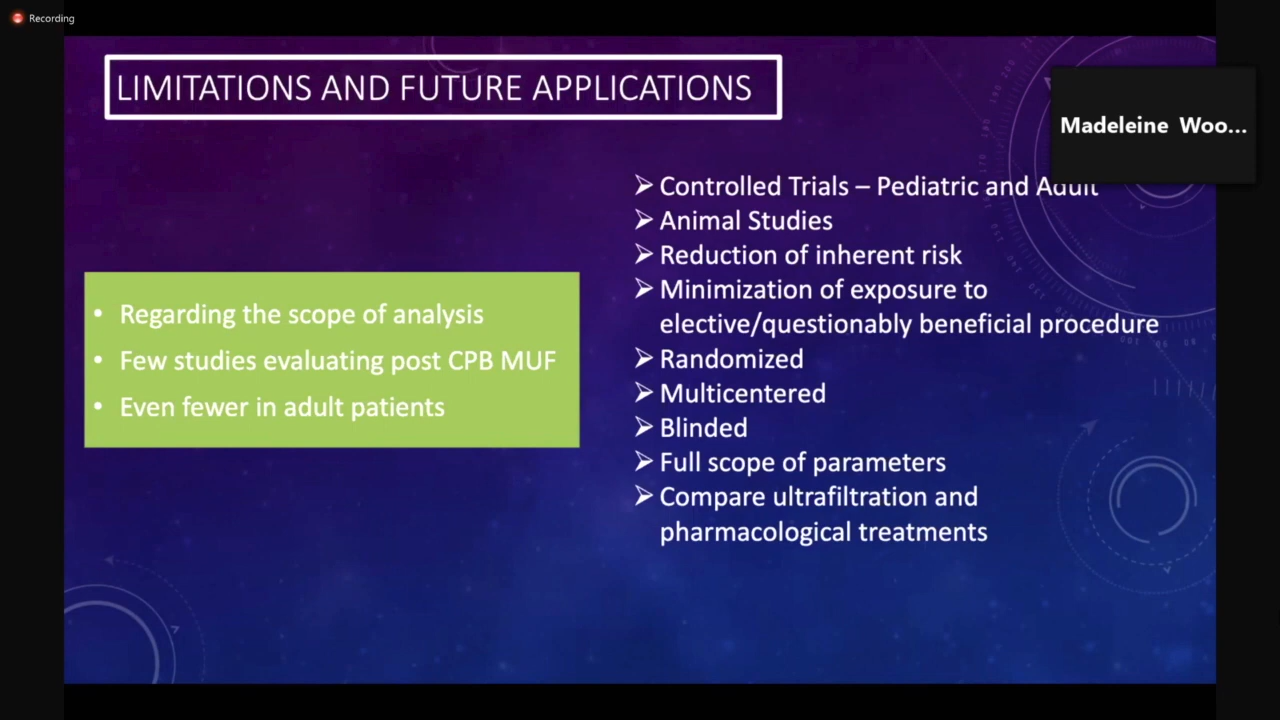 Recording
LIMITATIONS AND FUTURE APPLICATIONS
Madeleine Woo...
• Regarding the scope of analysis
• Few studies evaluating post CPB MUF
• Even fewer in adult patients
➢ Controlled Trials – Pediatric and Adult
➢ Animal Studies
➢ Reduction of inherent risk
➢ Minimization of exposure to
elective/questionably beneficial procedure
➢ Randomized
➢ Multicentered
➢ Blinded
➢ Full scope of parameters
➢ Compare ultrafiltration and
pharmacological treatments